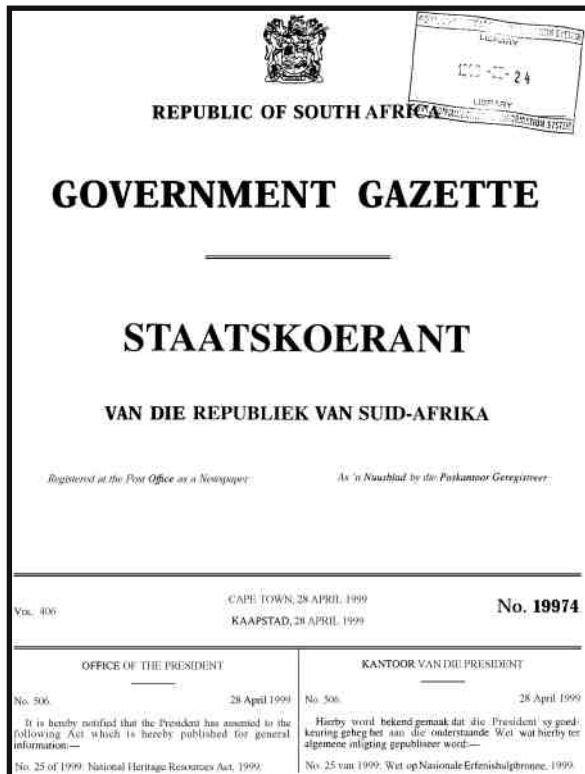 LIBRARY
24
LIBRARY
INFORMATION SYSTEM
REPUBLIC OF SOUTH AFRICA
GOVERNMENT GAZETTE
STAATSKOERANT
VAN DIE REPUBLIEK VAN SUID-AFRIKA
Registered at the Post Office as a Newspaper
As 'n Nuusblad by die Poskantoor Geregistreer
VOL. 406
CAPE TOWN, 28 APRIL 1999
KAAPSTAD, 28 APRIL 1999
No. 19974
OFFICE OF THE PRESIDENT
No. 506.
28 April 1999
It is hereby notified that the President has assented to the
following Act which is hereby published for general
information:—
No. 25 of 1999: National Heritage Resources Act, 1999.
KANTOOR VAN DIE PRESIDENT
No. 506.
28 April 1999
Hierby word bekend gemaak dat die President sy goed-
keuring geheg het aan die onderstaande Wet wat hierby ter
algemene inligting gepubliseer word:—
No. 25 van 1999: Wet op Nasionale Erfenishulpbronne, 1999.